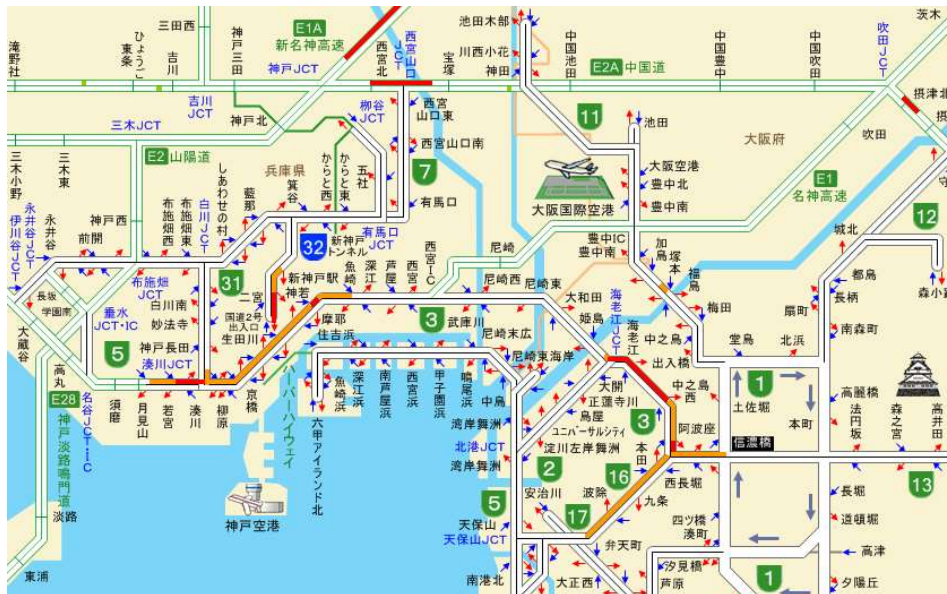 三田西
E1A
新名神高速
神戸三田
滝野社
ひょうご東条
吉川
神戸JCT
西宮北
西宮山口JCT
宝塚
池田木部
川西小花
神田
中国池田
中国豊中
中国吹田
吹田JCT
茨木
E2A 中国道
摂津北
吉川JCT
神戸北
三木JCT
柳谷JCT
西宮山口東
11
池田
大阪府
吹田
E2 山陽道
三木小野
三木東
兵庫県
西宮山口南
五社
からと東
からと西
箕谷
藍那
しあわせの村
7
大阪空港
豊中北
豊中南
E1
名神高速
大阪国際空港
12
有馬口
有馬口JCT
白川JCT
布施畑東
布施畑西
神戸西
前開
永井谷
永井谷JCT
伊川谷JCT
32
新神戸トンネル
尼崎
西宮IC
豊中IC
豊中南
加島
塚本
福島
城北
守
布施畑JCT
31
新神戸駅
魚崎
深江
芦屋
西宮
尼崎西
尼崎東
大和田
姫島
海老江JCT
海老江
梅田
都島
長柄
扇町
森小路
長坂
学園南
垂水JCT・IC
白川南
妙法寺
神戸長田
二宮
神若
国道2号出入口
生田川
摩耶
住吉浜
3
武庫川
尼崎末広
尼崎東海岸
中之島
出入橋
堂島
北浜
南森町
大蔵谷
5
湊川JCT
高丸
E28
神戸淡路鳴門道
名谷JCT・IC
須磨
月見山
若宮
湊川
柳原
京橋
ハーバーハイウェイ
六甲アイランド北
魚崎浜
深江浜
南芦屋浜
西宮浜
甲子園浜
鳴尾浜
中島
大開
正蓮寺川
中之島西
1
土佐堀
本町
高麗橋
法円坂
森之宮
高井田
湾岸舞洲
鳥屋
ユニバーサルシティ
淀川左岸舞洲
3
本田
阿波座
信濃橋
北港JCT
湾岸舞洲
2
16
西長堀
13
神戸空港
安治川
波除
九条
5
17
天保山
天保山JCT
四ツ橋
湊町
長堀
道頓堀
弁天町
淡路
東浦
南港北
大正西
汐見橋
芦原
1
高津
夕陽丘